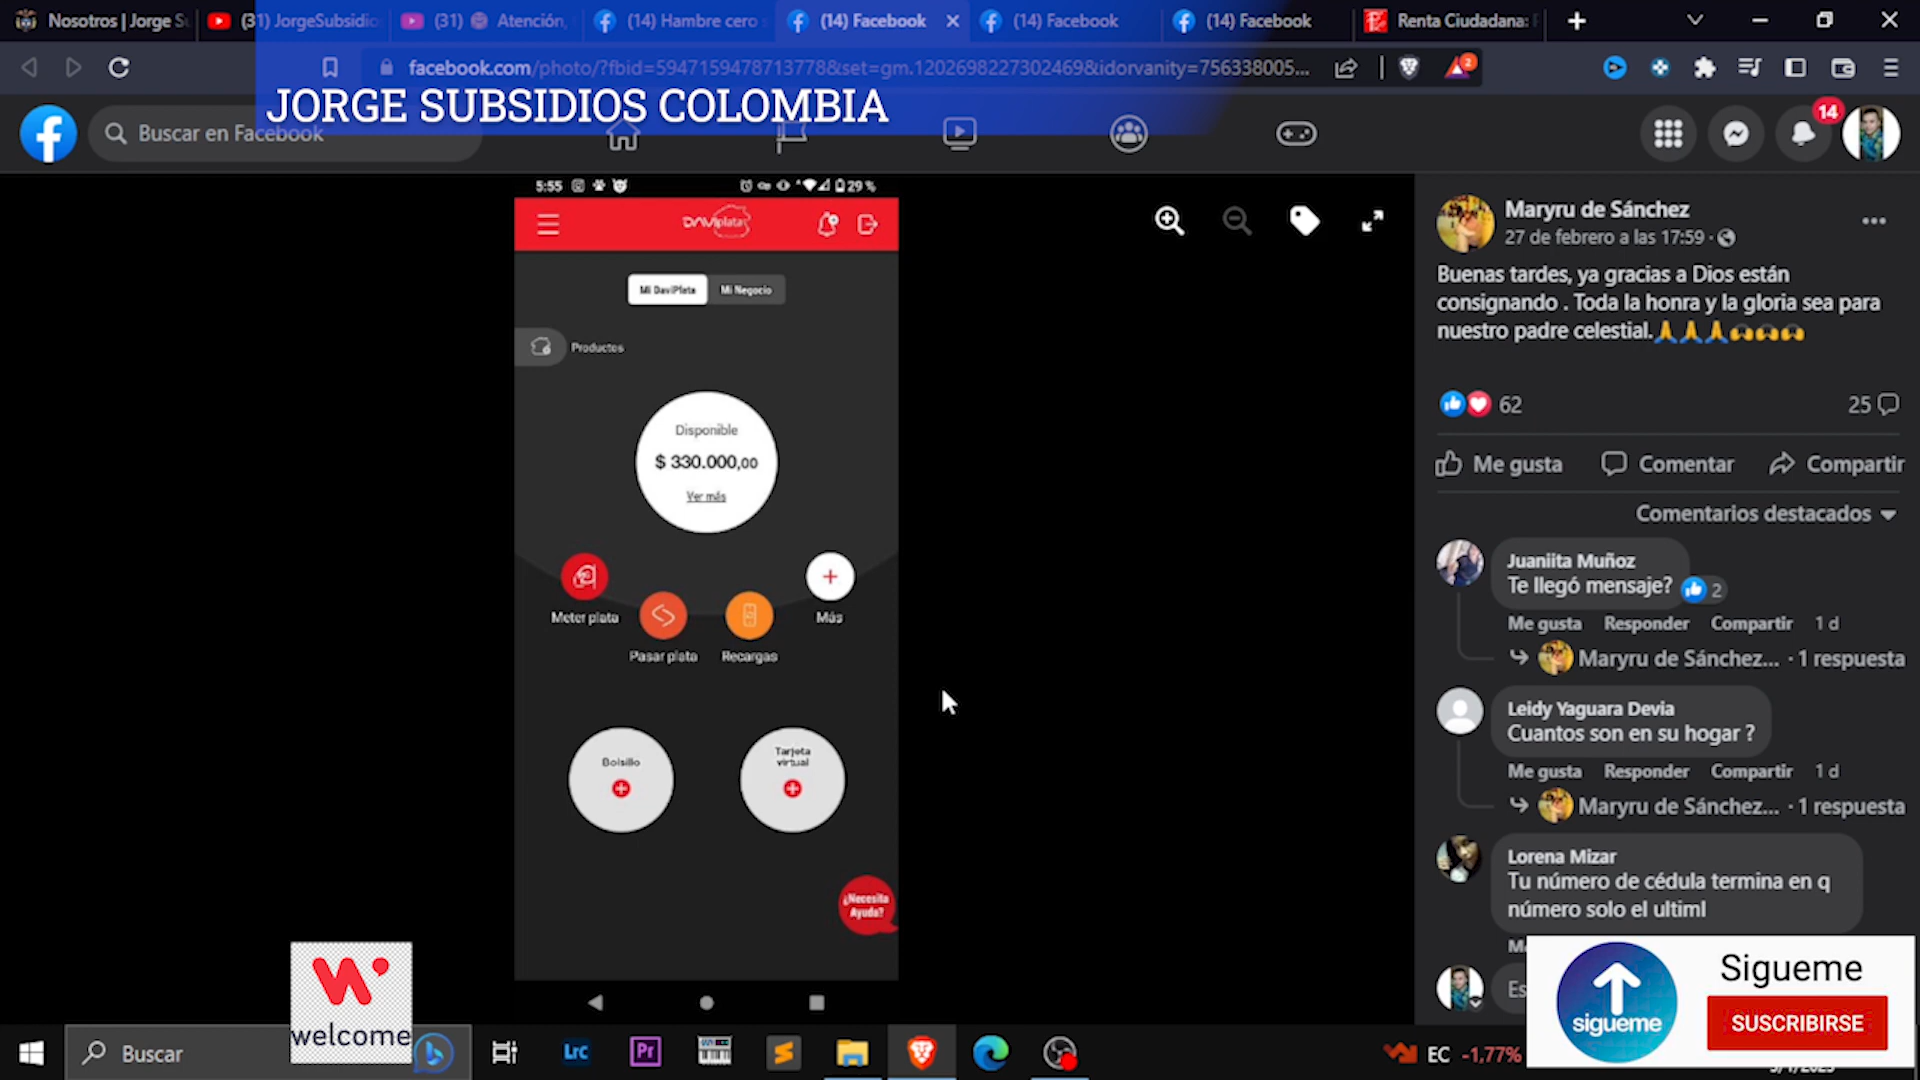 Nosotros | Jorge S
(31) JorgeSubsidio
(31) Atención,
(14) Hambre cero
(14) Facebook
(14) Facebook
(14) Facebook
Renta Ciudadana:
facebook.com/photo/?fbid=5947159478713778&set=gm.1202698227302469&idorvanity=756338005...
2
JORGE SUBSIDIOS COLOMBIA
Buscar en Facebook
14
5:55
29 %
DAViplata
Mi DaviPlata
Mi Negocio
Productos
Disponible
$ 330.000,00
Ver más
Meter plata
Pasar plata
Recargas
Más
Bolsillo
Tarjeta
virtual
¿Necesita
Ayuda?
Maryru de Sánchez
27 de febrero a las 17:59 ·
Buenas tardes, ya gracias a Dios están
consignando . Toda la honra y la gloria sea para
nuestro padre celestial.🙏🙏🙏
62
25
Me gusta
Comentar
Compartir
Comentarios destacados
Juaniita Muñoz
Te llegó mensaje?
2
Me gusta Responder Compartir 1 d
Maryru de Sánchez... · 1 respuesta
Leidy Yaguara Devia
Cuantos son en su hogar ?
Me gusta Responder Compartir 1 d
Maryru de Sánchez... · 1 respuesta
Lorena Mizar
Tu número de cédula termina en q
número solo el ultiml
Es
Sigueme
sigueme
SUSCRIBIRSE
welcome
Buscar
Lrc
Pr
EC -1,77%